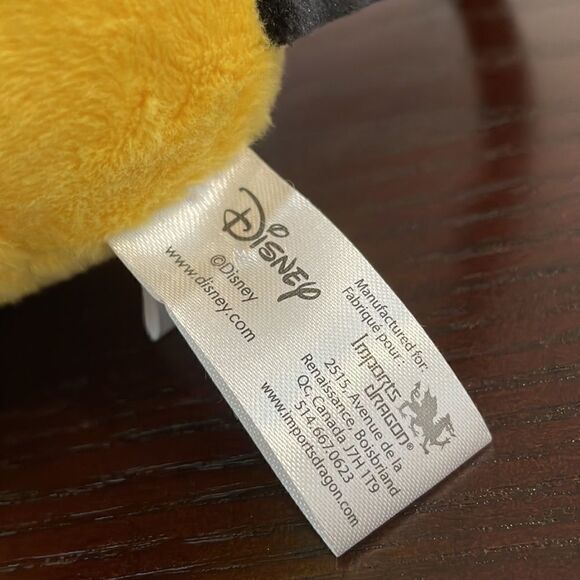 Disney
©Disney
www.disney.com
Manufactured for:
Fabriqué pour :
Imports
DRAGON®
2515, Avenue de la
Renaissance, Boisbriand
Qc, Canada J7H 1T9
514.667.0623
www.importsdragon.com